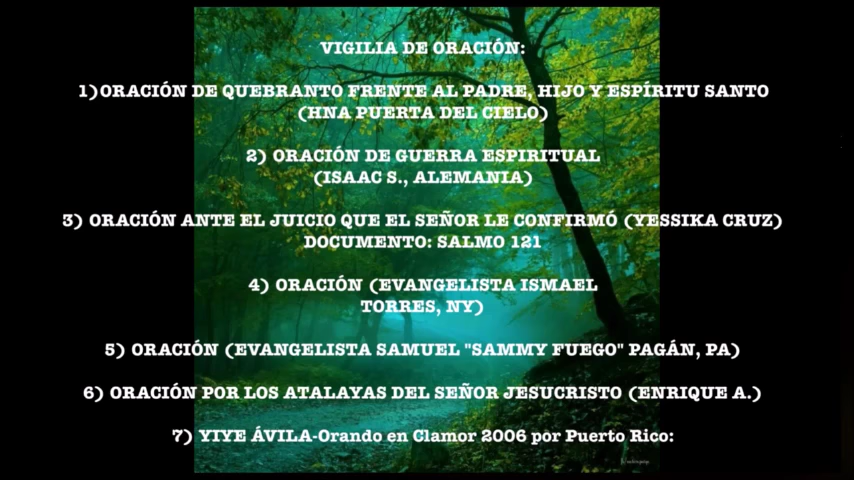 VIGILIA DE ORACIÓN:
1)ORACIÓN DE QUEBRANTO FRENTE AL PADRE, HIJO Y ESPÍRITU SANTO
(HNA PUERTA DEL CIELO)
2) ORACIÓN DE GUERRA ESPIRITUAL
(ISAAC S., ALEMANIA)
3) ORACIÓN ANTE EL JUICIO QUE EL SEÑOR LE CONFIRMÓ (YESSIKA CRUZ)
DOCUMENTO: SALMO 121
4) ORACIÓN (EVANGELISTA ISMAEL
TORRES, NY)
5) ORACIÓN (EVANGELISTA SAMUEL "SAMMY FUEGO" PAGÁN, PA)
6) ORACIÓN POR LOS ATALAYAS DEL SEÑOR JESUCRISTO (ENRIQUE A.)
7) YIYE ÁVILA-Orando en Clamor 2006 por Puerto Rico: